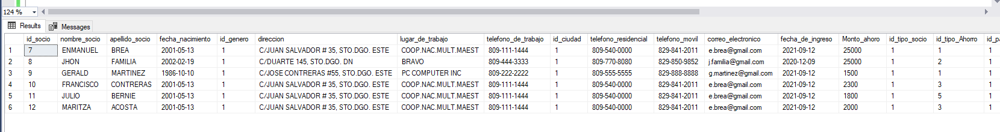 124 %
Results Messages
id_socio nombre_socio apellido_socio fecha_nacimiento id_genero direccion lugar_de_trabajo telefono_de_trabajo id_ciudad telefono_residencial telefono_movil correo_electronico fecha_de_ingreso Monto_ahoro id_tipo_socio id_tipo_Ahorro id_pa
1 7 ENMANUEL BREA 2001-05-13 1 C/JUAN SALVADOR # 35, STO.DGO. ESTE COOP.NAC.MULT.MAEST 809-111-1444 1 809-540-0000 829-841-2011 e.brea@gmail.com 2021-09-12 25000 1 1 1
2 8 JHON FAMILIA 2002-02-19 1 C/DUARTE 145, STO.DGO. DN BRAVO 809-444-3333 1 809-770-8080 829-850-9852 j.familia@gmail.com 2020-12-09 25000 1 2 1
3 9 GERALD MARTINEZ 1986-10-10 1 C/JOSE CONTRERAS #55, STO.DGO. ESTE PC COMPUTER INC 809-222-2222 1 809-555-5555 829-888-8888 g.martinez@gmail.com 2021-09-12 1500 1 1 1
4 10 FRANCISCO CONTRERAS 2001-05-13 1 C/JUAN SALVADOR # 35, STO.DGO. ESTE COOP.NAC.MULT.MAEST 809-111-1444 1 809-540-0000 829-841-2011 e.brea@gmail.com 2021-09-12 2300 1 3 1
5 11 JULIO BERNIE 2001-05-13 1 C/JUAN SALVADOR # 35, STO.DGO. ESTE COOP.NAC.MULT.MAEST 809-111-1444 1 809-540-0000 829-841-2011 e.brea@gmail.com 2021-09-12 1800 1 5 1
6 12 MARITZA ACOSTA 2001-05-13 1 C/JUAN SALVADOR # 35, STO.DGO. ESTE COOP.NAC.MULT.MAEST 809-111-1444 1 809-540-0000 829-841-2011 e.brea@gmail.com 2021-09-12 2000 1 3 1